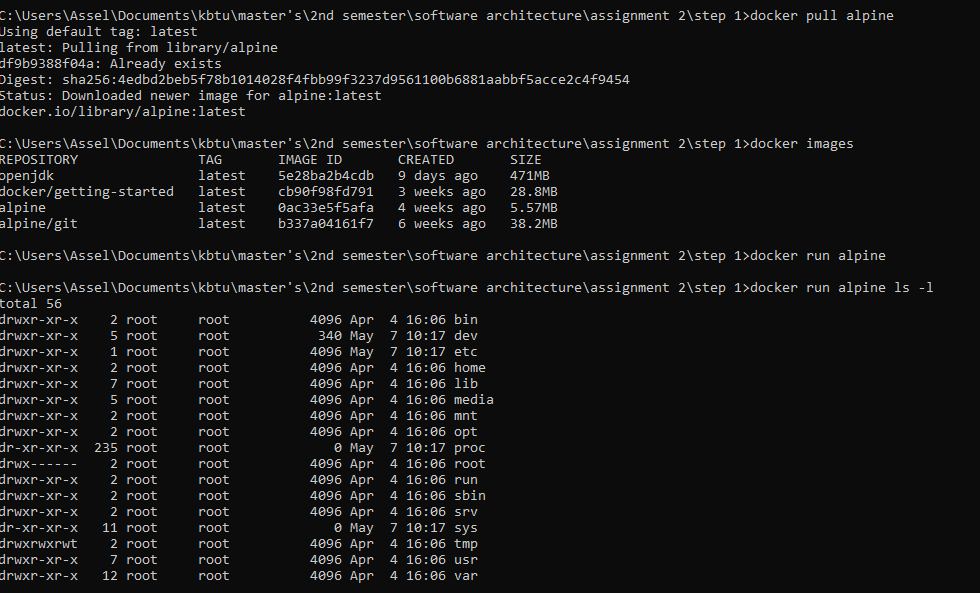 C:\Users\Assel\Documents\kbtu\master's\2nd semester\software architecture\assignment 2\step 1>docker pull alpine
Using default tag: latest
latest: Pulling from library/alpine
df9b9388f04a: Already exists
Digest: sha256:4edbd2beb5f78b1014028f4fbb99f3237d9561100b6881aabbf5acce2c4f9454
Status: Downloaded newer image for alpine:latest
docker.io/library/alpine:latest
C:\Users\Assel\Documents\kbtu\master's\2nd semester\software architecture\assignment 2\step 1>docker images
REPOSITORY TAG IMAGE ID CREATED SIZE
openjdk latest 5e28ba2b4cdb 9 days ago 471MB
docker/getting-started latest cb90f98fd791 3 weeks ago 28.8MB
alpine latest 0ac33e5f5afa 4 weeks ago 5.57MB
alpine/git latest b337a04161f7 6 weeks ago 38.2MB
C:\Users\Assel\Documents\kbtu\master's\2nd semester\software architecture\assignment 2\step 1>docker run alpine
C:\Users\Assel\Documents\kbtu\master's\2nd semester\software architecture\assignment 2\step 1>docker run alpine ls -l
total 56
drwxr-xr-x 2 root root 4096 Apr 4 16:06 bin
drwxr-xr-x 5 root root 340 May 7 10:17 dev
drwxr-xr-x 1 root root 4096 May 7 10:17 etc
drwxr-xr-x 2 root root 4096 Apr 4 16:06 home
drwxr-xr-x 7 root root 4096 Apr 4 16:06 lib
drwxr-xr-x 5 root root 4096 Apr 4 16:06 media
drwxr-xr-x 2 root root 4096 Apr 4 16:06 mnt
drwxr-xr-x 2 root root 4096 Apr 4 16:06 opt
dr-xr-xr-x 235 root root 0 May 7 10:17 proc
drwx------ 2 root root 4096 Apr 4 16:06 root
drwxr-xr-x 2 root root 4096 Apr 4 16:06 run
drwxr-xr-x 2 root root 4096 Apr 4 16:06 sbin
drwxr-xr-x 2 root root 4096 Apr 4 16:06 srv
dr-xr-xr-x 11 root root 0 May 7 10:17 sys
drwxrwxrwt 2 root root 4096 Apr 4 16:06 tmp
drwxr-xr-x 7 root root 4096 Apr 4 16:06 usr
drwxr-xr-x 12 root root 4096 Apr 4 16:06 var